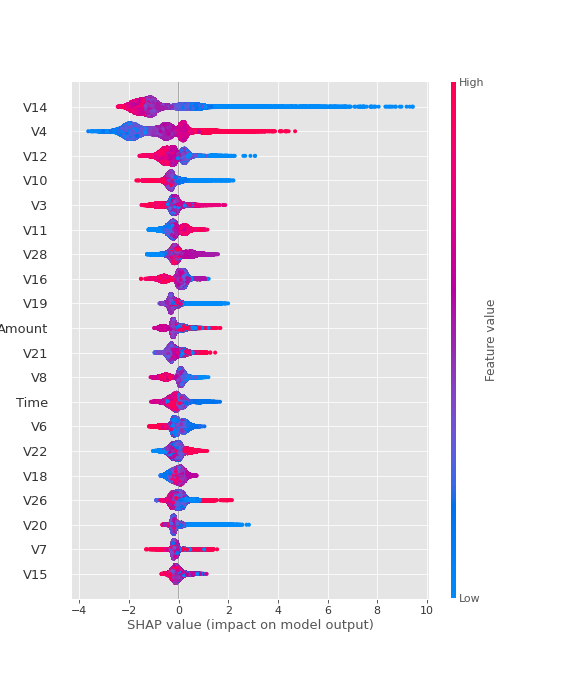 High
V14
V4
V12
V10
V3
V11
V28
V16
V19
Amount
V21
V8
Time
V6
V22
V18
V26
V20
V7
V15
Feature value
Low
−4 −2 0 2 4 6 8 10
SHAP value (impact on model output)